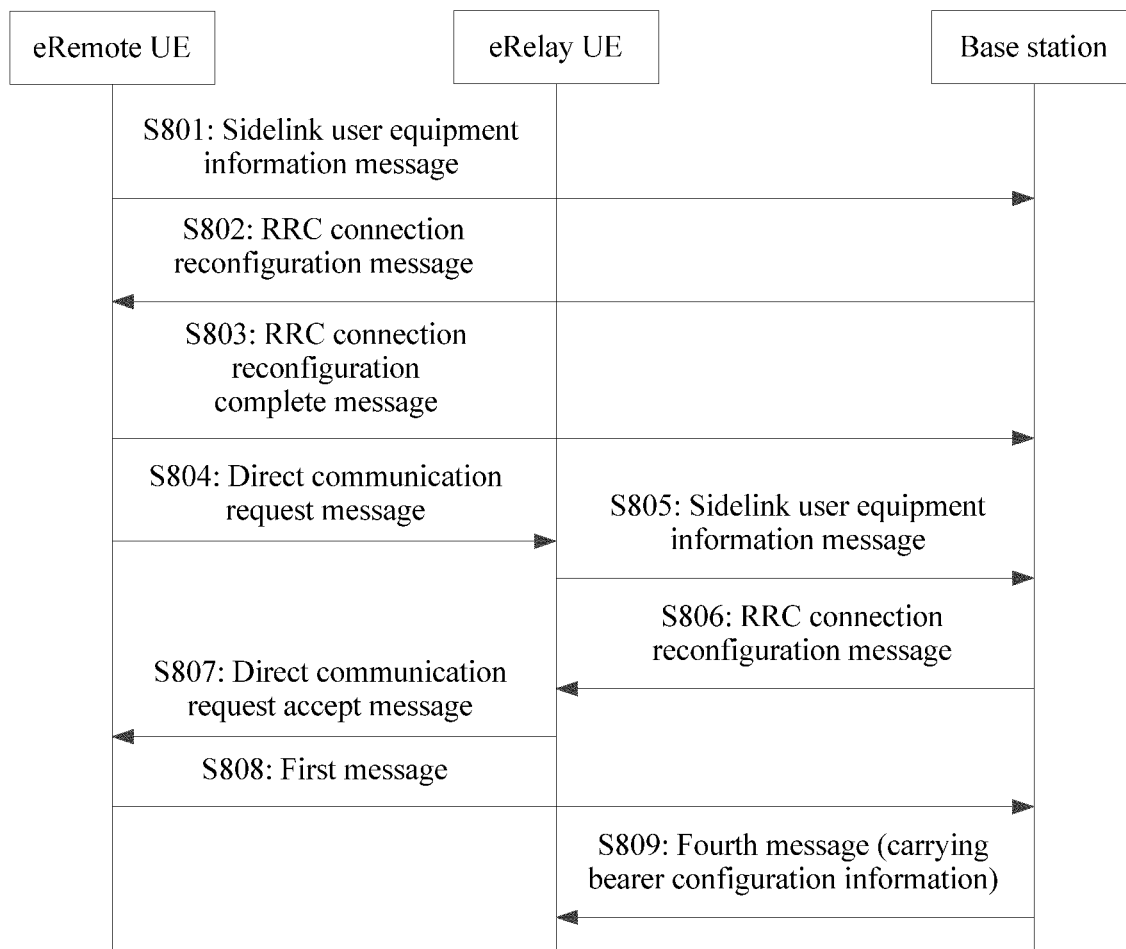 eRemote UE
eRelay UE
Base station
S801: Sidelink user equipment
information message
S802: RRC connection
reconfiguration message
S803: RRC connection
reconfiguration
complete message
S804: Direct communication
request message
S805: Sidelink user equipment
information message
S806: RRC connection
reconfiguration message
S807: Direct communication
request accept message
S808: First message
S809: Fourth message (carrying
bearer configuration information)